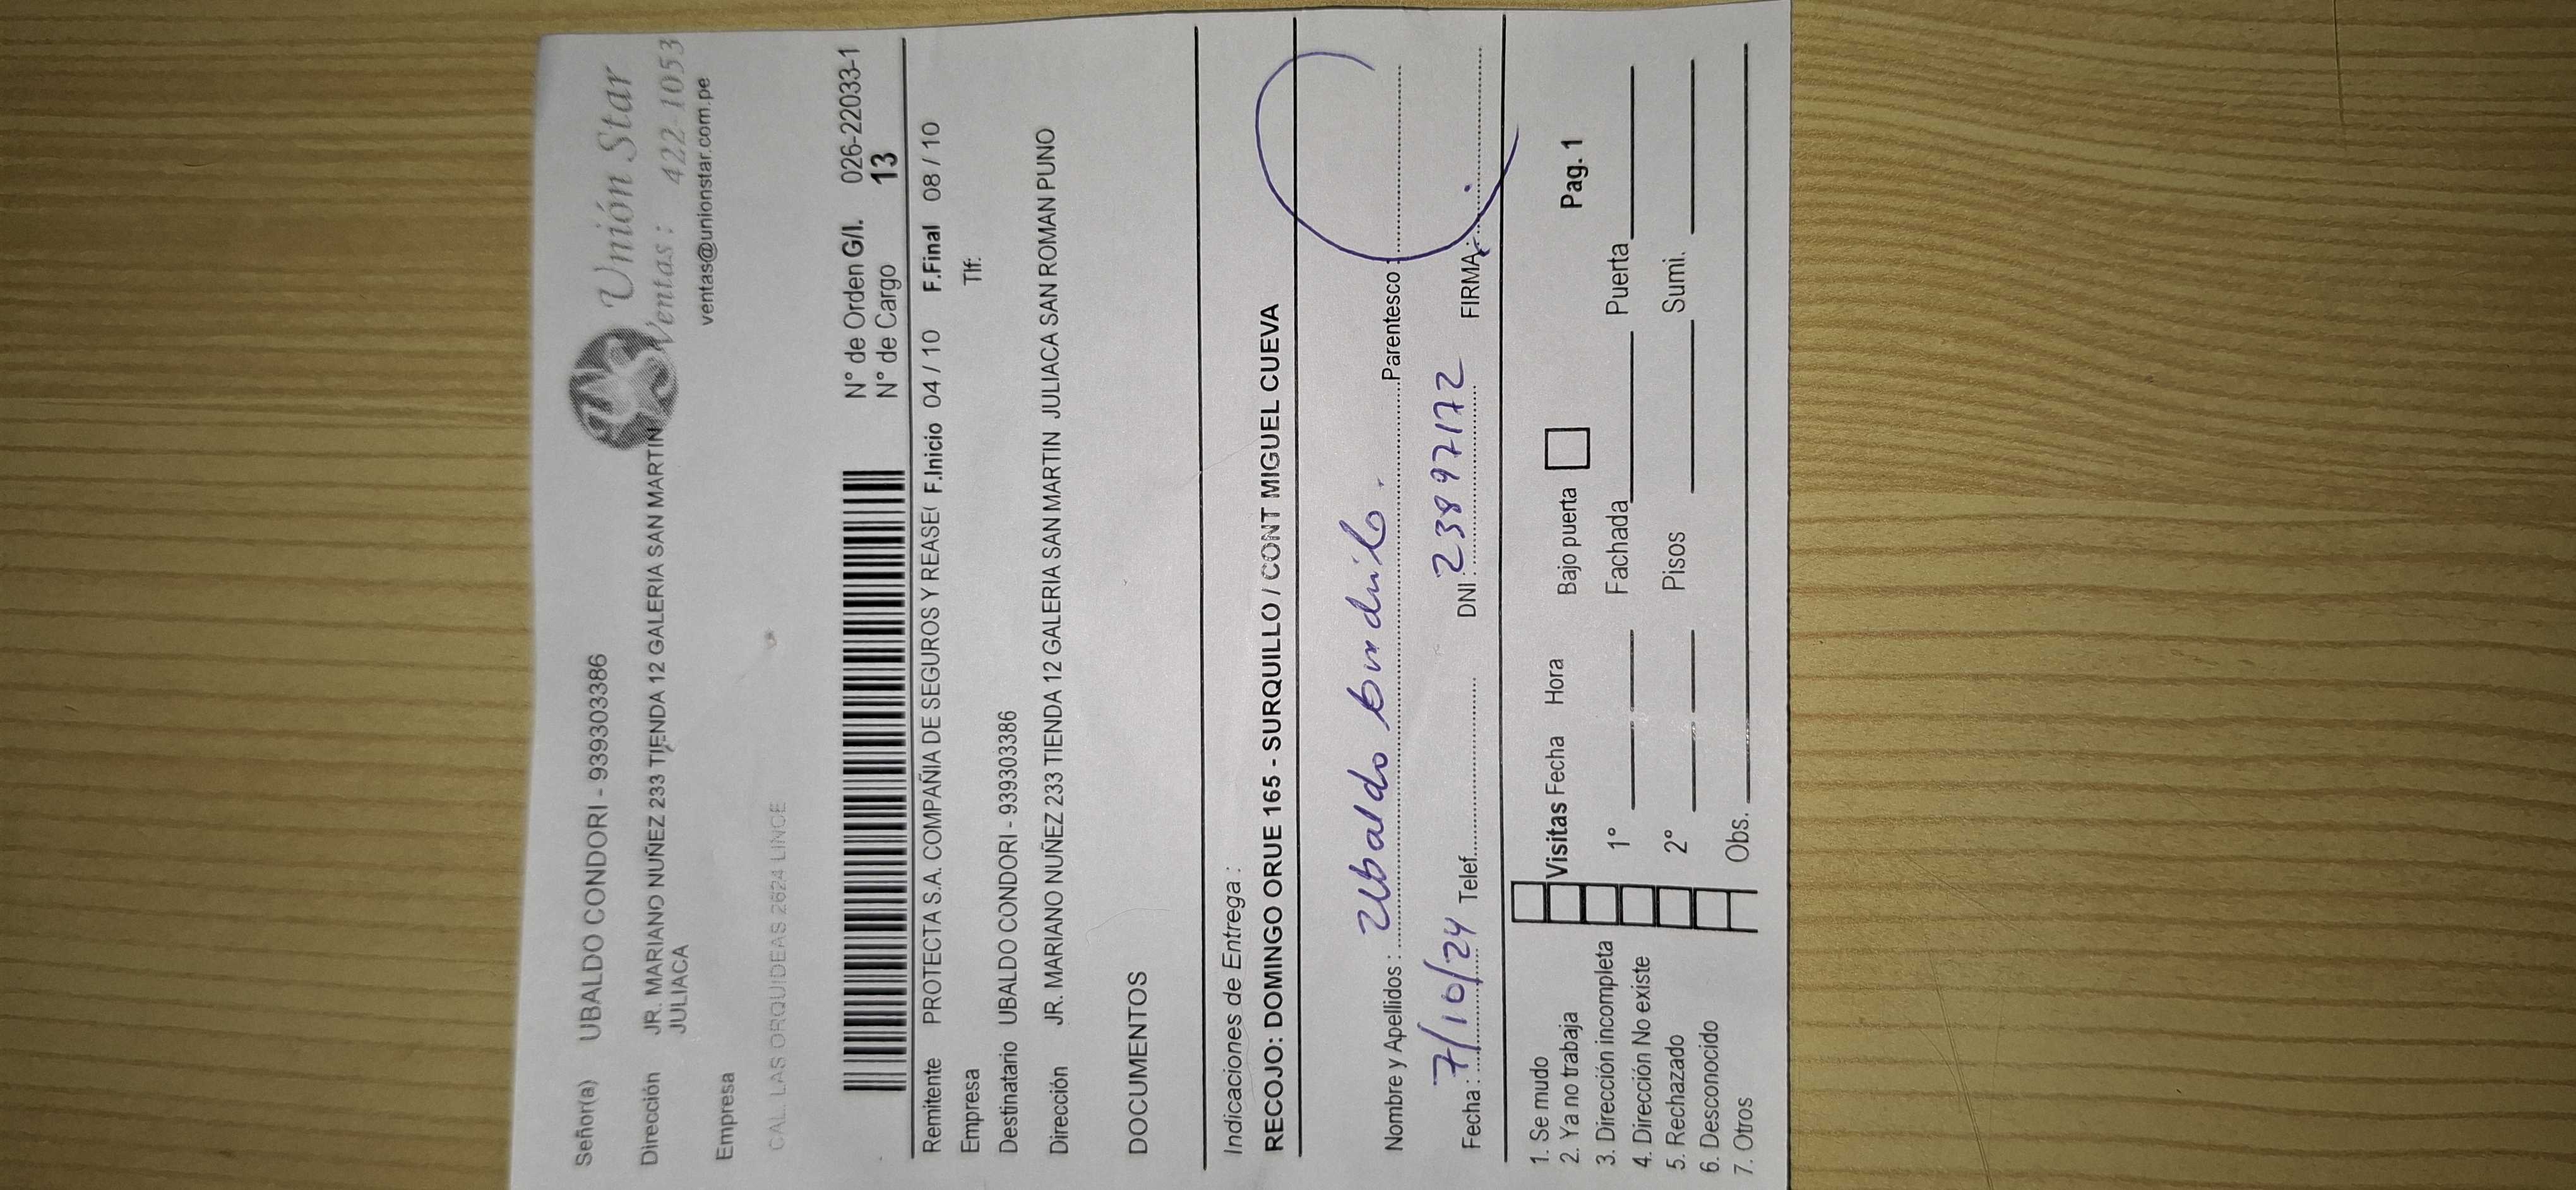 Señor(a) UBALDO CONDORI - 939303386
Unión Star
Dirección JR. MARIANO NUÑEZ 233 TIENDA 12 GALERIA SAN MARTIN
JULIACA
Ventas : 422-1053
ventas@unionstar.com.pe
Empresa
CAL. LAS ORQUIDEAS 2624 LINCE
N° de Orden G/I. 026-22033-1
N° de Cargo 13
Remitente PROTECTA S.A. COMPAÑIA DE SEGUROS Y REASE( F.Inicio 04 / 10 F.Final 08 / 10
Empresa Tlf:
Destinatario UBALDO CONDORI - 939303386
Dirección JR. MARIANO NUÑEZ 233 TIENDA 12 GALERIA SAN MARTIN JULIACA SAN ROMAN PUNO
DOCUMENTOS
Indicaciones de Entrega :
RECOJO: DOMINGO ORUE 165 - SURQUILLO / CONT MIGUEL CUEVA
Nombre y Apellidos : Ubaldo Parentesco :
Fecha : 7/10/24 Telef. DNI : 23897172 FIRMA:
1. Se mudo
2. Ya no trabaja Visitas Fecha Hora Bajo puerta Pag. 1
3. Dirección incompleta 1° Fachada Puerta
4. Dirección No existe
5. Rechazado 2° Pisos Sumi.
6. Desconocido
7. Otros Obs.